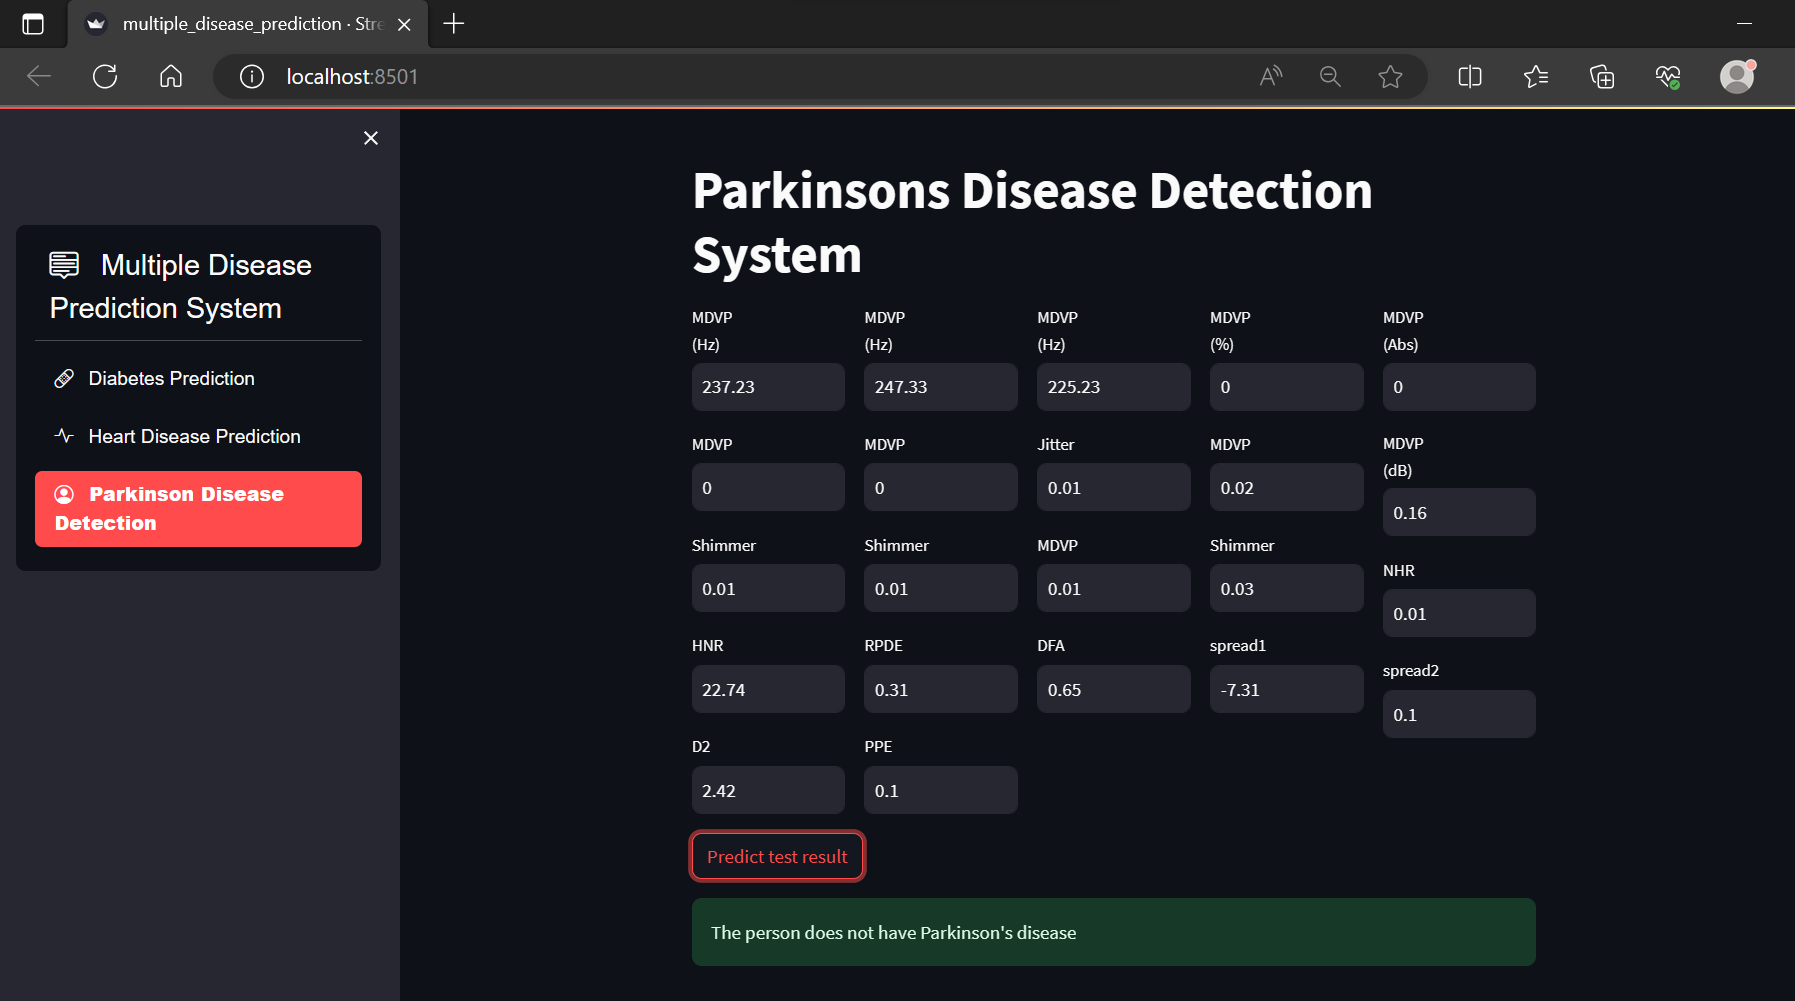 multiple_disease_prediction · Stre
localhost:8501
Multiple Disease
Prediction System
Diabetes Prediction
Heart Disease Prediction
Parkinson Disease
Detection
Parkinsons Disease Detection
System
MDVP MDVP MDVP MDVP MDVP
(Hz) (Hz) (Hz) (%) (Abs)
237.23 247.33 225.23 0 0
MDVP MDVP Jitter MDVP MDVP
(dB)
0 0 0.01 0.02 0.16
Shimmer Shimmer MDVP Shimmer NHR
0.01 0.01 0.01 0.03 0.01
HNR RPDE DFA spread1 spread2
22.74 0.31 0.65 -7.31 0.1
D2 PPE
2.42 0.1
Predict test result
The person does not have Parkinson's disease